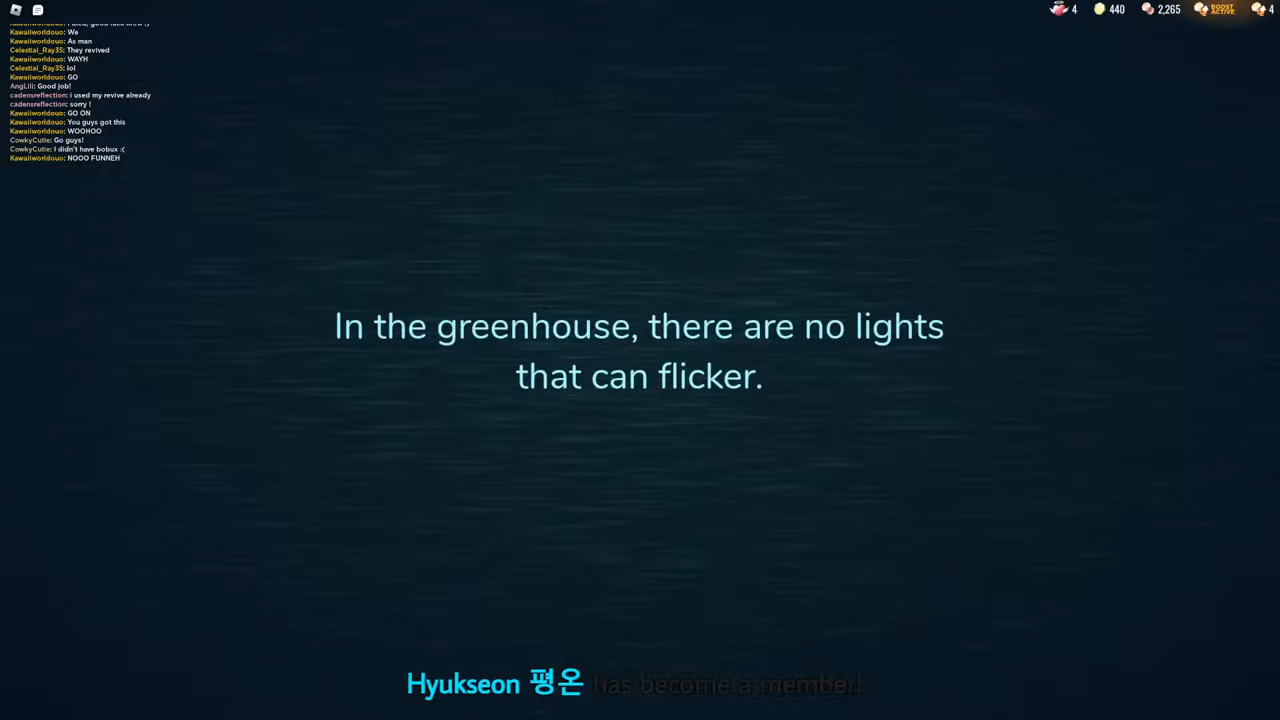 4 440 2,265 BOOST ACTIVE 4
Kawaiiworldouo: We
Kawaiiworldouo: As man
Celestial_Ray35: They revived
Kawaiiworldouo: WAYH
Celestial_Ray35: lol
Kawaiiworldouo: GO
AngLili: Good job!
cadensreflection: i used my revive already
cadensreflection: sorry !
Kawaiiworldouo: GO ON
Kawaiiworldouo: You guys got this
Kawaiiworldouo: WOOHOO
CowkyCutie: Go guys!
CowkyCutie: I didn't have bobux :(
Kawaiiworldouo: NOOO FUNNEH
In the greenhouse, there are no lights
that can flicker.
Hyukseon 평온 has become a member!